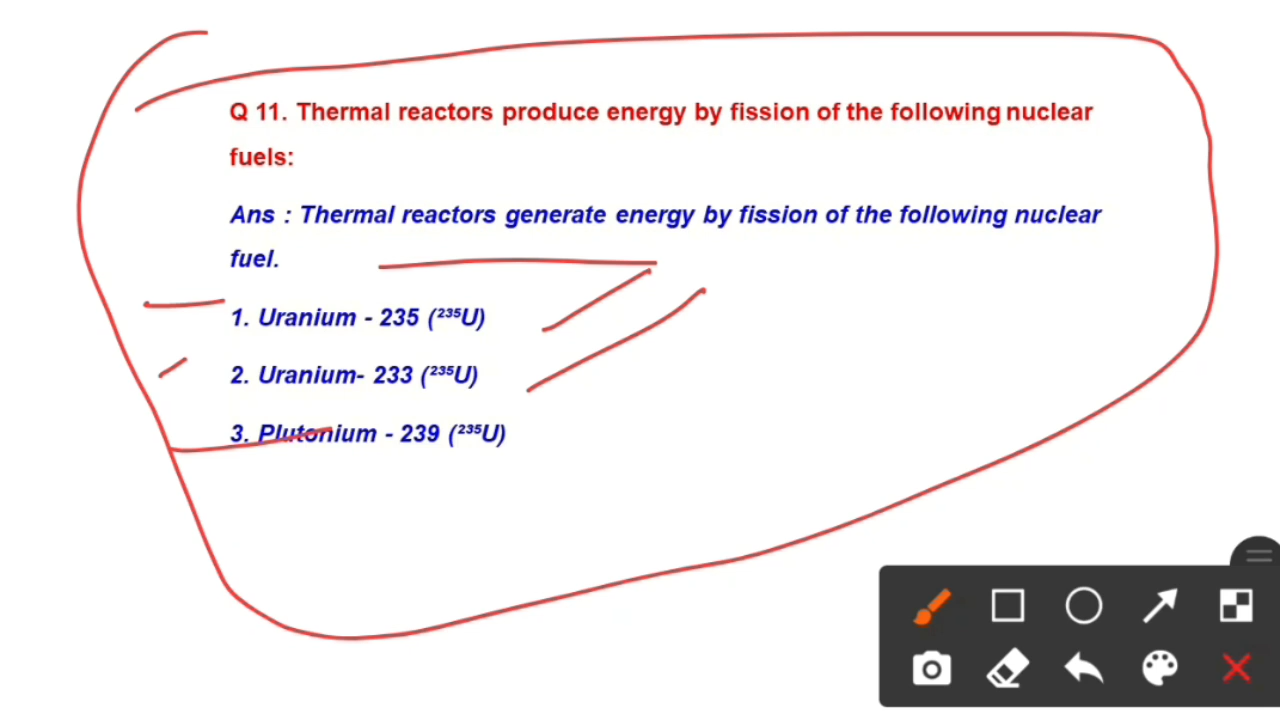 Q 11. Thermal reactors produce energy by fission of the following nuclear
fuels:
Ans : Thermal reactors generate energy by fission of the following nuclear
fuel.
1. Uranium - 235 (²³⁵U)
2. Uranium- 233 (²³⁵U)
3. Plutonium - 239 (²³⁵U)